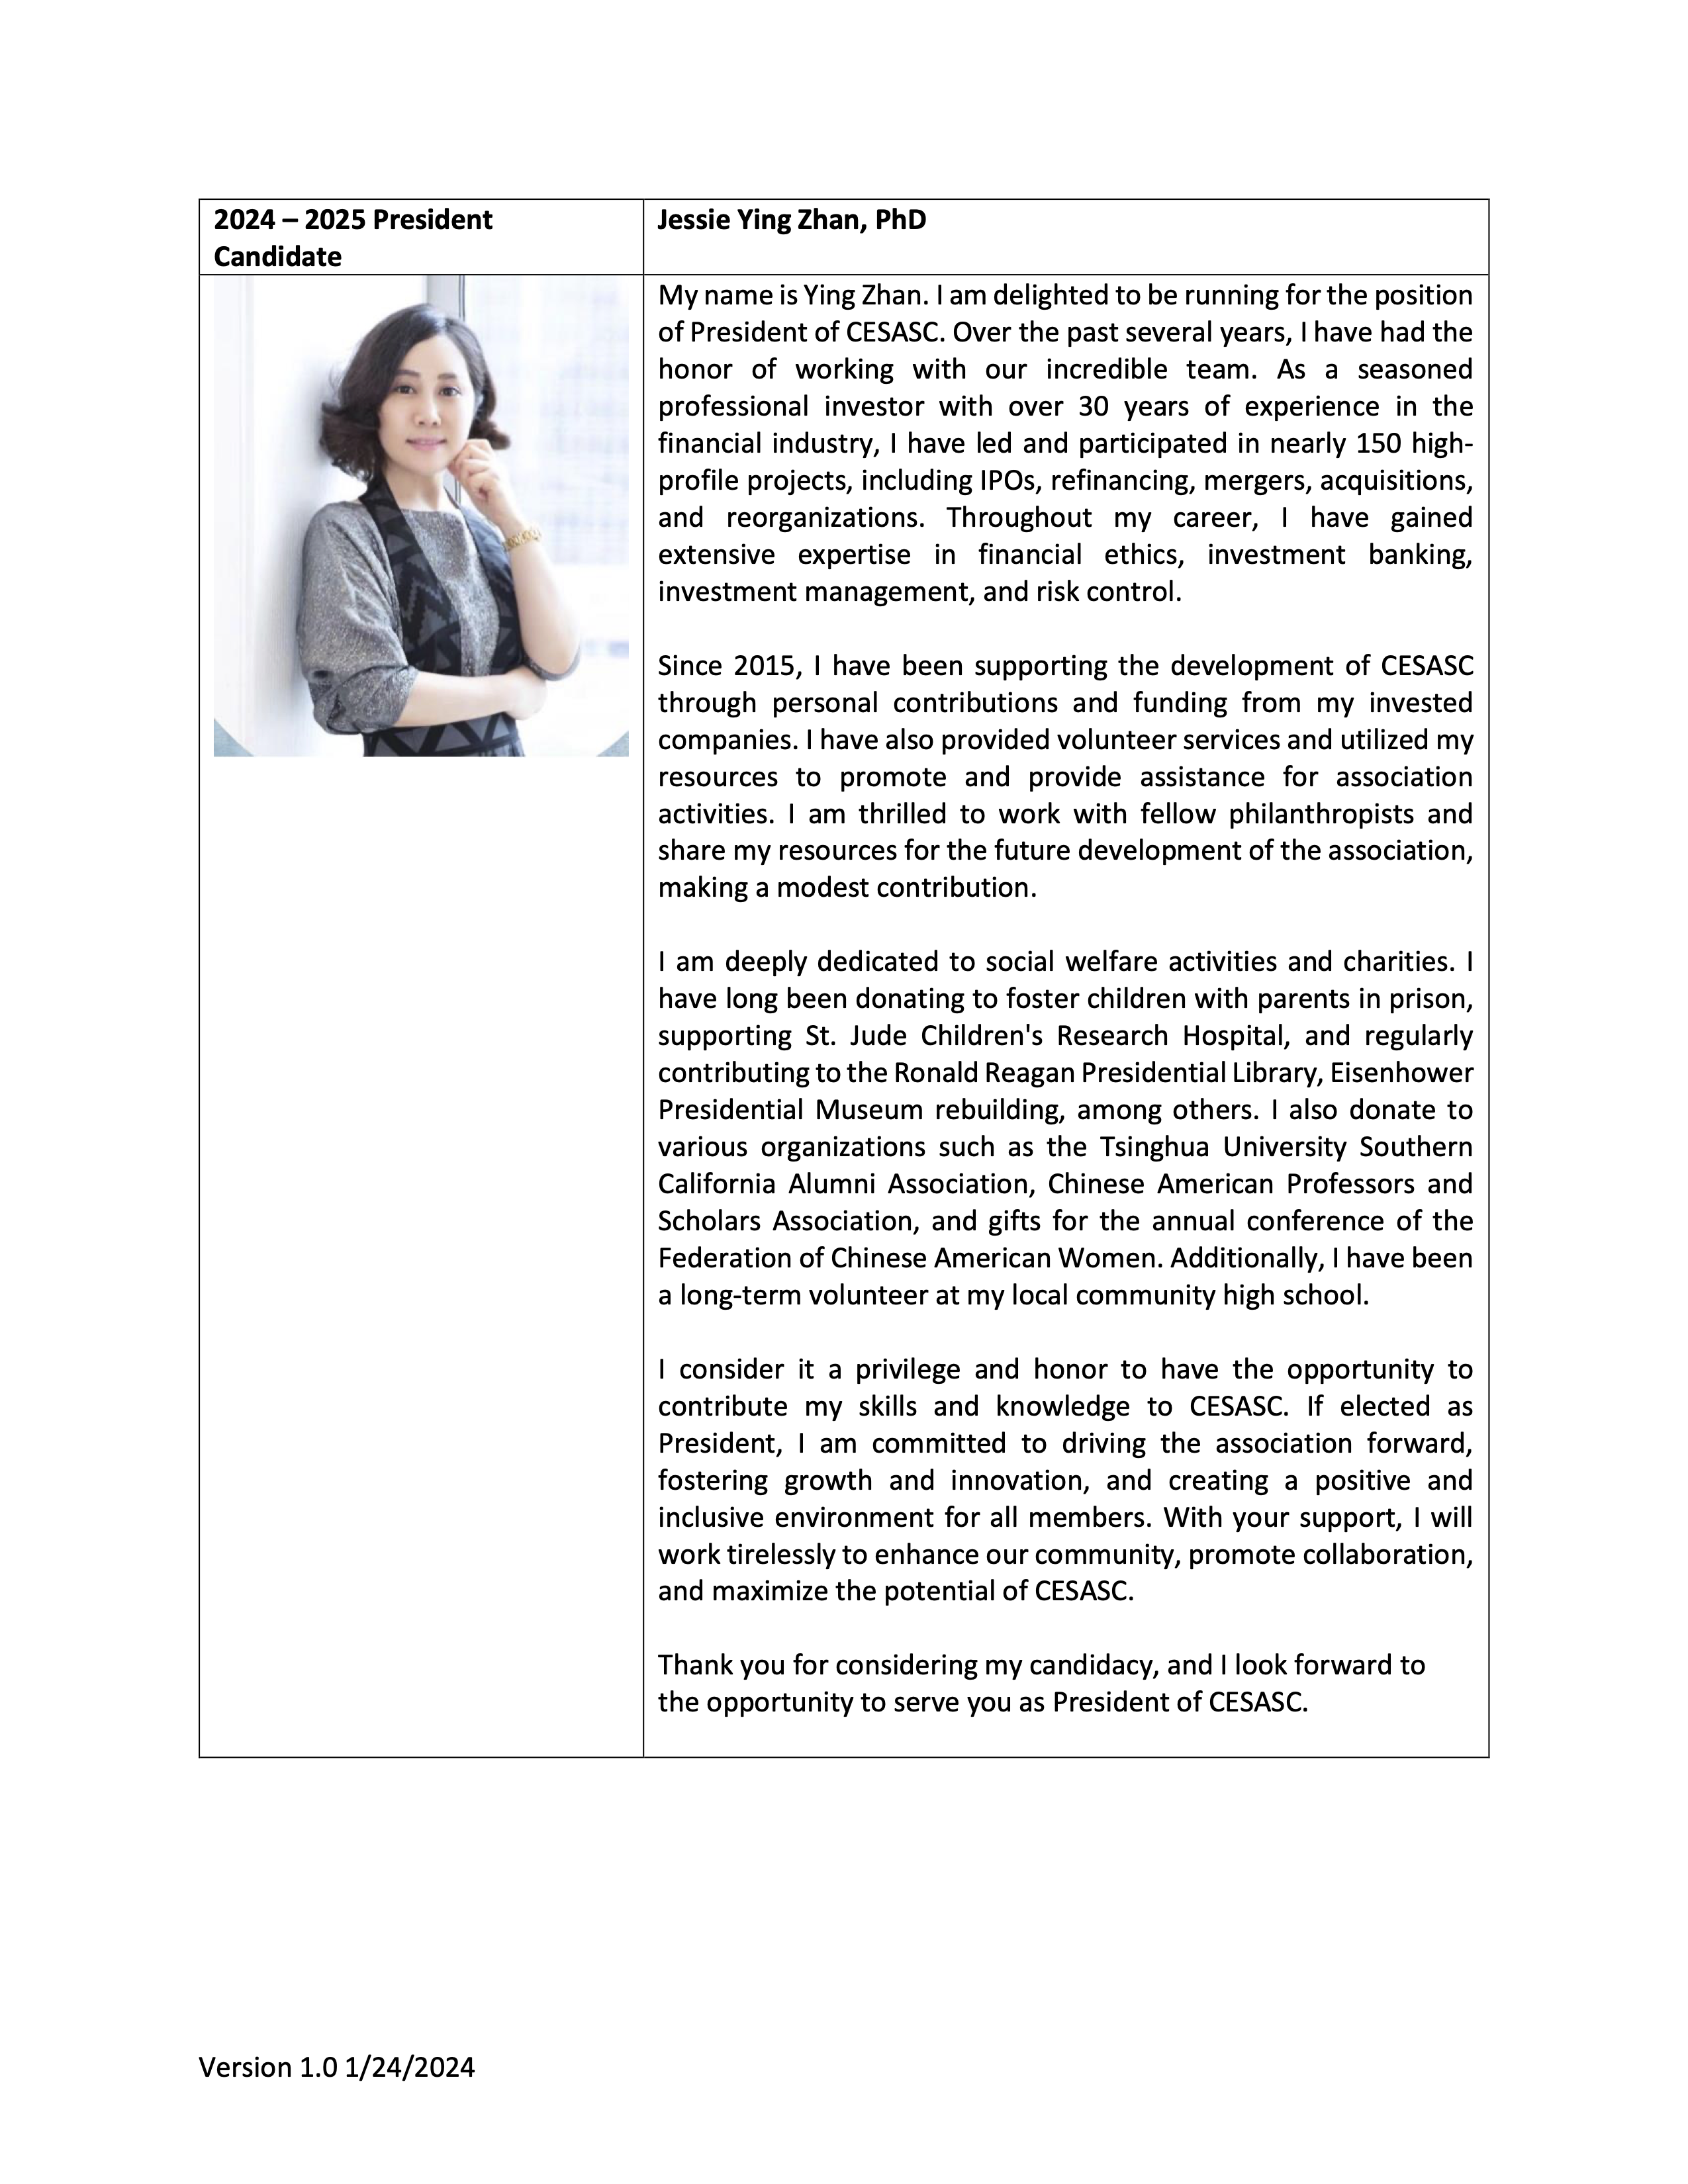 2024 – 2025 President
Candidate
Jessie Ying Zhan, PhD
My name is Ying Zhan. I am delighted to be running for the position
of President of CESASC. Over the past several years, I have had the
honor of working with our incredible team. As a seasoned
professional investor with over 30 years of experience in the
financial industry, I have led and participated in nearly 150 high-
profile projects, including IPOs, refinancing, mergers, acquisitions,
and reorganizations. Throughout my career, I have gained
extensive expertise in financial ethics, investment banking,
investment management, and risk control.
Since 2015, I have been supporting the development of CESASC
through personal contributions and funding from my invested
companies. I have also provided volunteer services and utilized my
resources to promote and provide assistance for association
activities. I am thrilled to work with fellow philanthropists and
share my resources for the future development of the association,
making a modest contribution.
I am deeply dedicated to social welfare activities and charities. I
have long been donating to foster children with parents in prison,
supporting St. Jude Children's Research Hospital, and regularly
contributing to the Ronald Reagan Presidential Library, Eisenhower
Presidential Museum rebuilding, among others. I also donate to
various organizations such as the Tsinghua University Southern
California Alumni Association, Chinese American Professors and
Scholars Association, and gifts for the annual conference of the
Federation of Chinese American Women. Additionally, I have been
a long-term volunteer at my local community high school.
I consider it a privilege and honor to have the opportunity to
contribute my skills and knowledge to CESASC. If elected as
President, I am committed to driving the association forward,
fostering growth and innovation, and creating a positive and
inclusive environment for all members. With your support, I will
work tirelessly to enhance our community, promote collaboration,
and maximize the potential of CESASC.
Thank you for considering my candidacy, and I look forward to
the opportunity to serve you as President of CESASC.
Version 1.0 1/24/2024